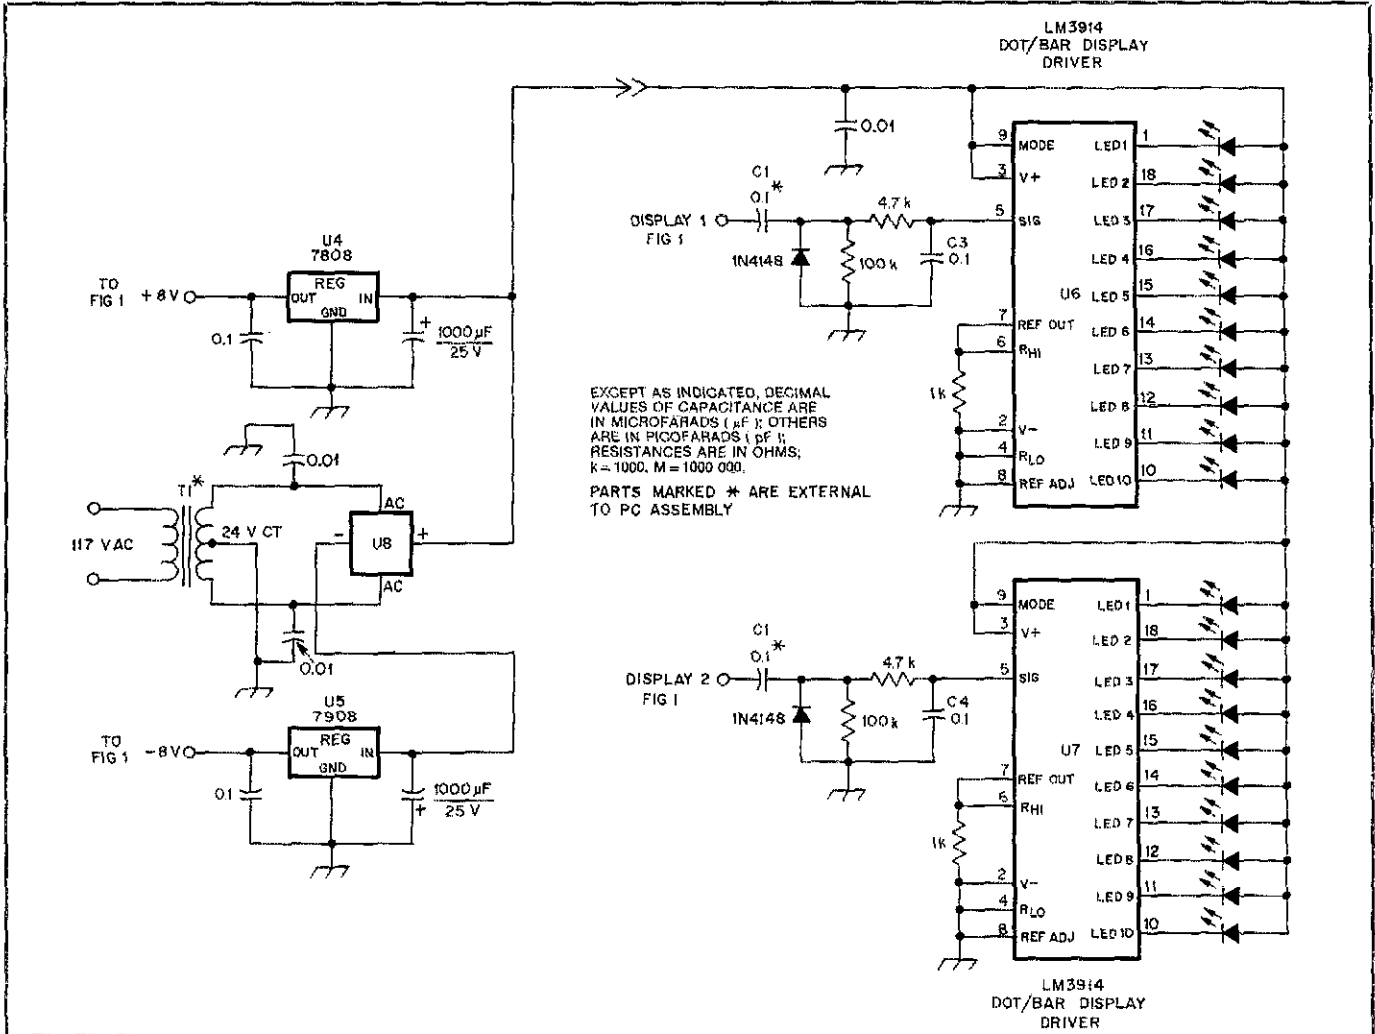 LM3914
DOT/BAR DISPLAY
DRIVER
0.01
9 MODE
3 V+
5 SIG
7 REF OUT
6 RHI
2 V-
4 RLO
8 REF ADJ
U6
LED1 1
LED 2 18
LED 3 17
LED 4 16
LED 5 15
LED 6 14
LED 7 13
LED 8 12
LED 9 11
LED10 10
C1
0.1 *
DISPLAY 1
FIG 1
4.7 k
1N4148
100 k
C3
0.1
1k
U4
7808
TO
FIG 1
+8V
REG
OUT IN
GND
0.1
+
1000 µF
25 V
EXCEPT AS INDICATED, DECIMAL
VALUES OF CAPACITANCE ARE
IN MICROFARADS ( µF ); OTHERS
ARE IN PICOFARADS ( pF );
RESISTANCES ARE IN OHMS;
k = 1000, M = 1000 000.
PARTS MARKED * ARE EXTERNAL
TO PC ASSEMBLY
0.01
T1*
117 VAC
24 V CT
AC
- U8 +
AC
0.01
U5
7908
TO
FIG 1
-8V
REG
OUT IN
GND
0.1
1000 µF
+ 25 V
C1
0.1 *
DISPLAY 2
FIG 1
4.7 k
1N4148
100 k
C4
0.1
1k
9 MODE
3 V+
5 SIG
7 REF OUT
6 RHI
2 V-
4 RLO
8 REF ADJ
U7
LED1 1
LED 2 18
LED 3 17
LED 4 16
LED 5 15
LED 6 14
LED 7 13
LED 8 12
LED 9 11
LED10 10
LM3914
DOT/BAR DISPLAY
DRIVER